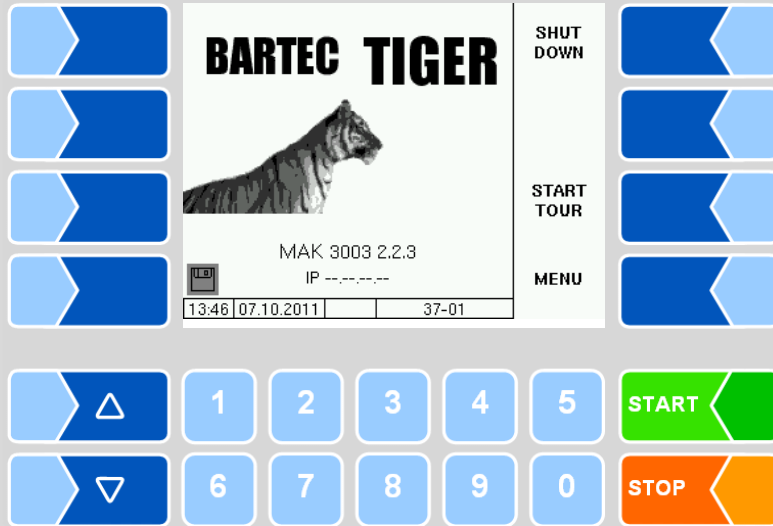 BARTEC TIGER
SHUT
DOWN
START
TOUR
MAK 3003 2.2.3
IP --.--.--.--
MENU
13:46 07.10.2011 37-01
1 2 3 4 5 START
6 7 8 9 0 STOP